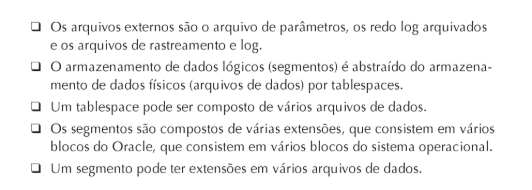 ❑ Os arquivos externos são o arquivo de parâmetros, os redo log arquivados
e os arquivos de rastreamento e log.
❑ O armazenamento de dados lógicos (segmentos) é abstraído do armazena-
mento de dados físicos (arquivos de dados) por tablespaces.
❑ Um tablespace pode ser composto de vários arquivos de dados.
❑ Os segmentos são compostos de várias extensões, que consistem em vários
blocos do Oracle, que consistem em vários blocos do sistema operacional.
❑ Um segmento pode ter extensões em vários arquivos de dados.